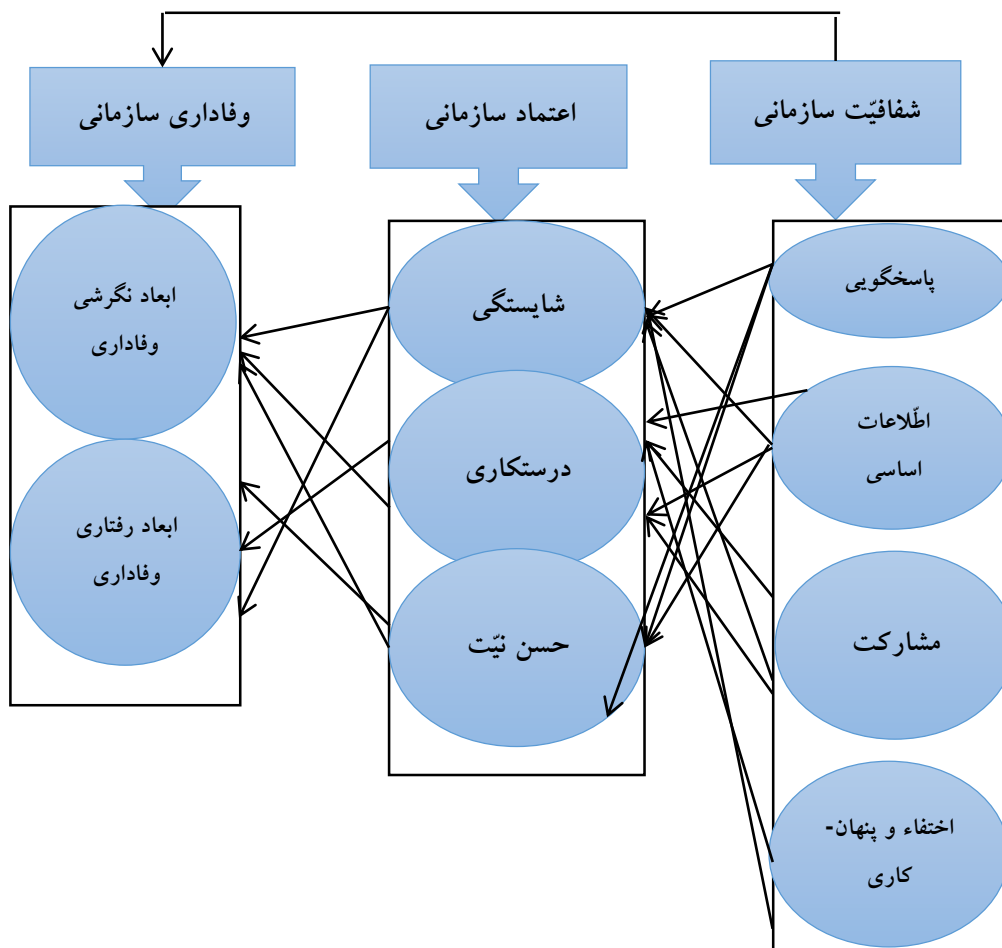 شفافیّت سازمانی
اعتماد سازمانی
وفاداری سازمانی
پاسخگویی
اطّلاعات
اساسی
مشارکت
اختفاء و پنهان-
کاری
شایستگی
درستکاری
حسن نیّت
ابعاد نگرشی
وفاداری
ابعاد رفتاری
وفاداری